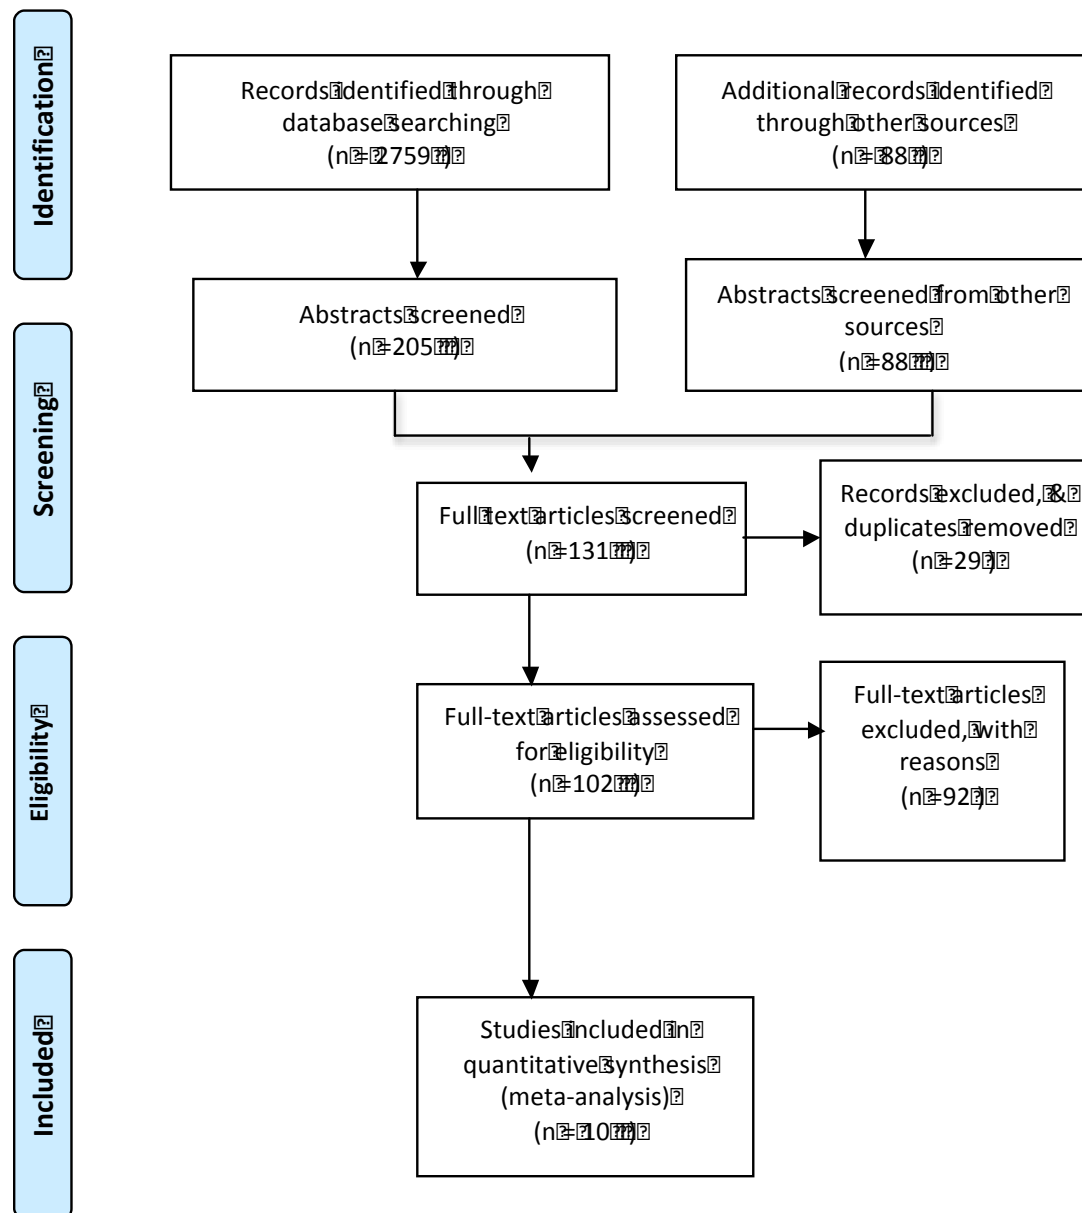 Identification
Records identified through
database searching
(n = 2759 )
Additional records identified
through other sources
(n = 88 )
Abstracts screened
(n =205 )
Abstracts screened from other
sources
(n =88 )
Screening
Full text articles screened
(n =131 )
Records excluded, &
duplicates removed
(n =29 )
Eligibility
Full-text articles assessed
for eligibility
(n =102 )
Full-text articles
excluded, with
reasons
(n =92 )
Included
Studies included in
quantitative synthesis
(meta-analysis)
(n = 10 )